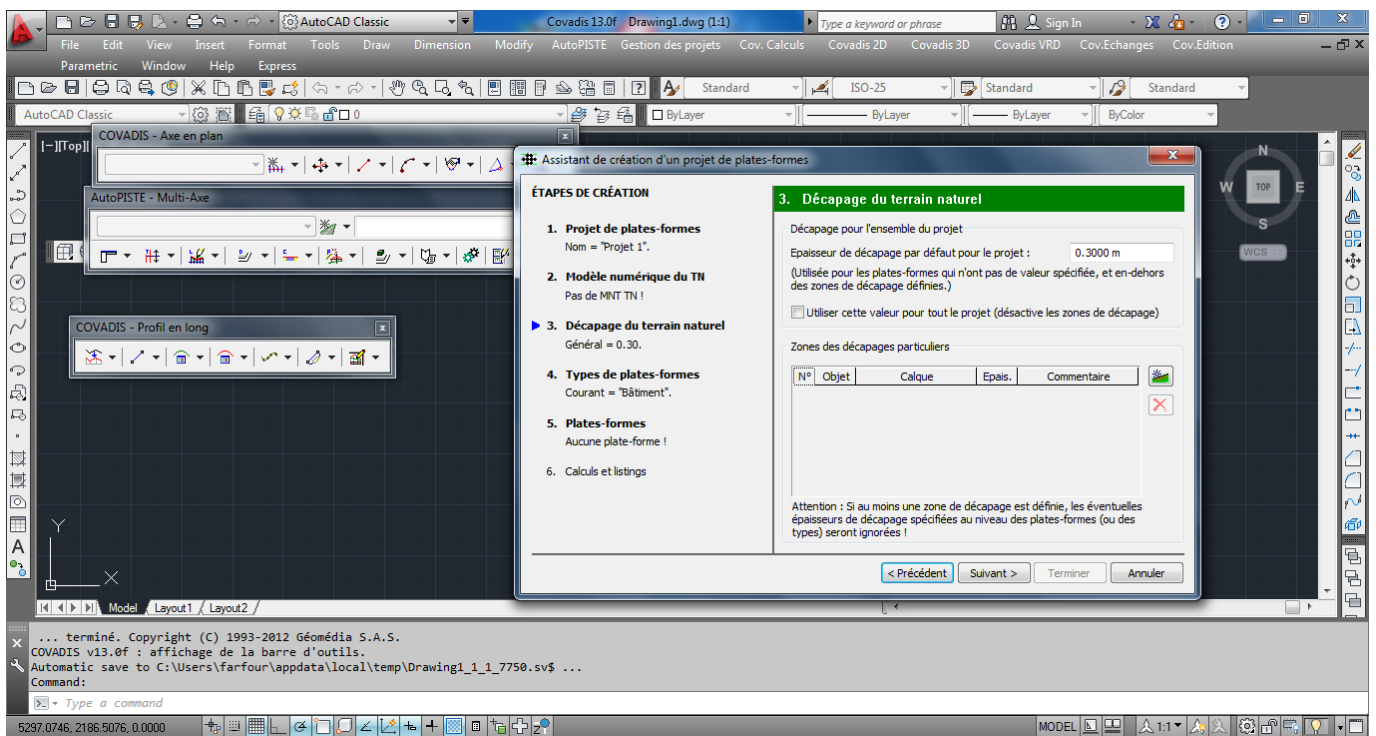 AutoCAD Classic
Covadis 13.0f Drawing1.dwg (1:1)
Type a keyword or phrase
Sign In
File Edit View Insert Format Tools Draw Dimension Modify AutoPISTE Gestion des projets Cov. Calculs Covadis 2D Covadis 3D Covadis VRD Cov.Echanges Cov.Edition
Parametric Window Help Express
Standard ISO-25 Standard Standard
AutoCAD Classic 0 ByLayer ByLayer ByLayer ByColor
[−][Top][
COVADIS - Axe en plan
AutoPISTE - Multi-Axe
COVADIS - Profil en long
Assistant de création d'un projet de plates-formes
ÉTAPES DE CRÉATION
1. Projet de plates-formes
Nom = "Projet 1".
2. Modèle numérique du TN
Pas de MNT TN !
3. Décapage du terrain naturel
Général = 0.30.
4. Types de plates-formes
Courant = "Bâtiment".
5. Plates-formes
Aucune plate-forme !
6. Calculs et listings
3. Décapage du terrain naturel
Décapage pour l'ensemble du projet
Epaisseur de décapage par défaut pour le projet : 0.3000 m
(Utilisée pour les plates-formes qui n'ont pas de valeur spécifiée, et en-dehors
des zones de décapage définies.)
Utiliser cette valeur pour tout le projet (désactive les zones de décapage)
Zones des décapages particuliers
N° Objet Calque Epais. Commentaire
Attention : Si au moins une zone de décapage est définie, les éventuelles
épaisseurs de décapage spécifiées au niveau des plates-formes (ou des
types) seront ignorées !
< Précédent Suivant > Terminer Annuler
N
W TOP E
S
WCS
Y
X
Model Layout1 Layout2
... terminé. Copyright (C) 1993-2012 Géomédia S.A.S.
COVADIS v13.0f : affichage de la barre d'outils.
Automatic save to C:\Users\farfour\appdata\local\temp\Drawing1_1_1_7750.sv$ ...
Command:
Type a command
5297.0746, 2186.5076, 0.0000
MODEL 1:1